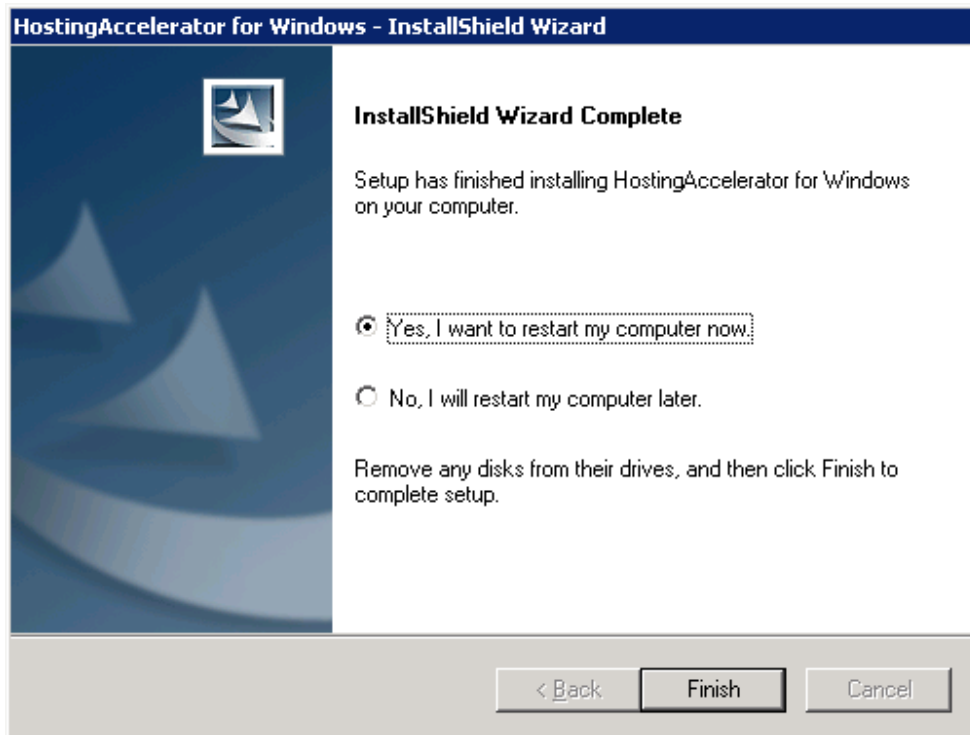 HostingAccelerator for Windows - InstallShield Wizard
InstallShield Wizard Complete
Setup has finished installing HostingAccelerator for Windows
on your computer.
Yes, I want to restart my computer now.
No, I will restart my computer later.
Remove any disks from their drives, and then click Finish to
complete setup.
< Back Finish Cancel